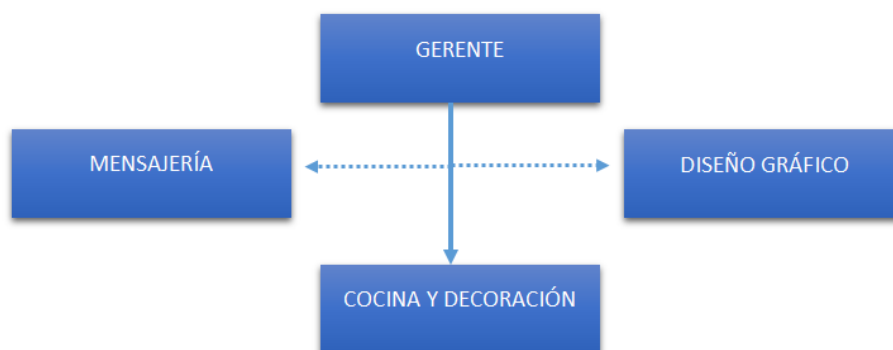 GERENTE
MENSAJERÍA
DISEÑO GRÁFICO
COCINA Y DECORACIÓN